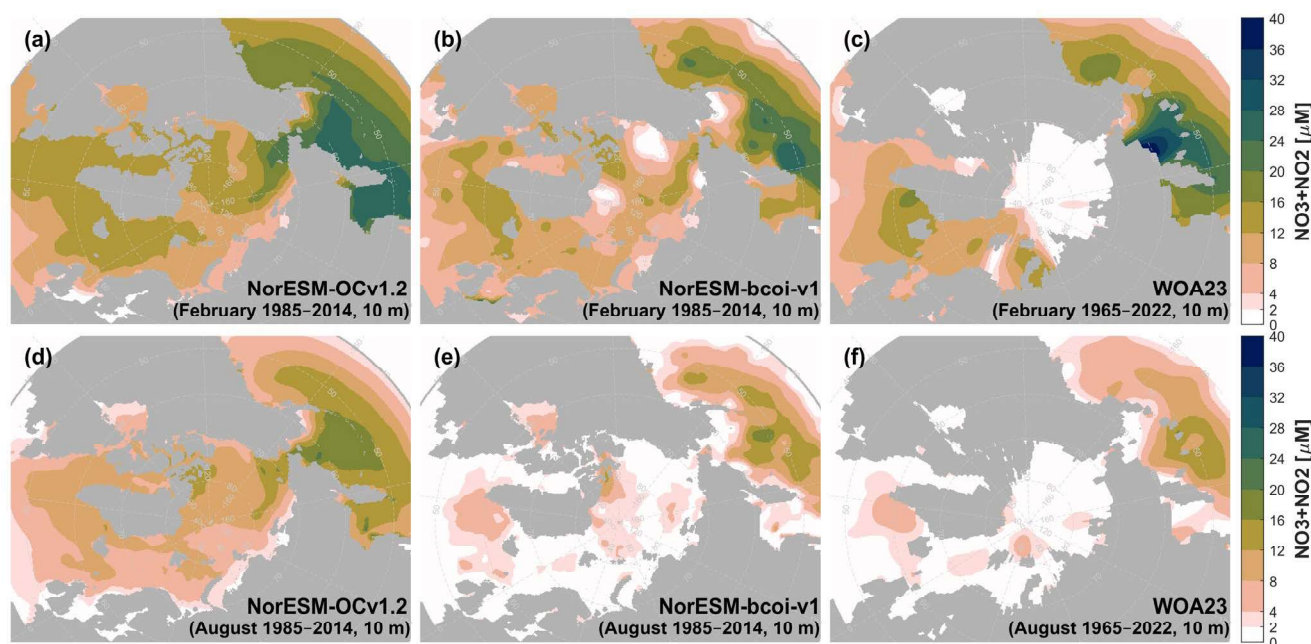 (a)
NorESM-OCv1.2
(February 1985–2014, 10 m)
(b)
NorESM-bcoi-v1
(February 1985–2014, 10 m)
(c)
WOA23
(February 1965–2022, 10 m)
40
36
32
28
24
20
16
12
8
4
2
0
NO3+NO2 [μM]
(d)
NorESM-OCv1.2
(August 1985–2014, 10 m)
(e)
NorESM-bcoi-v1
(August 1985–2014, 10 m)
(f)
WOA23
(August 1965–2022, 10 m)
40
36
32
28
24
20
16
12
8
4
2
0
NO3+NO2 [μM]